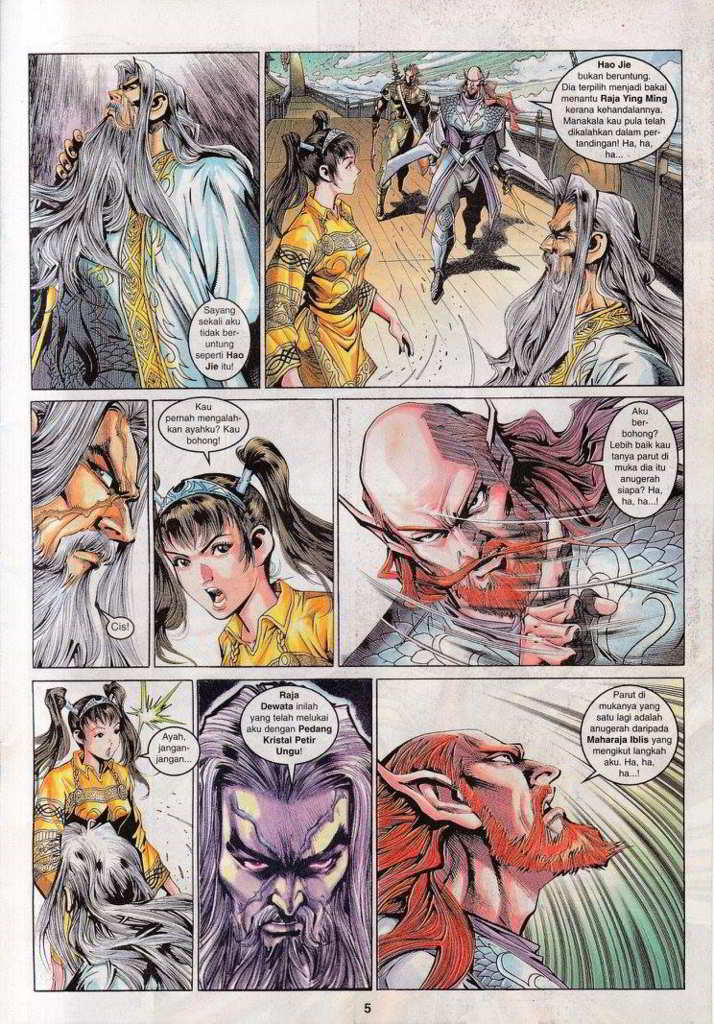 Sayang
sekali aku
tidak ber-
untung
seperti Hao
Jie itu!
Hao Jie
bukan beruntung.
Dia terpilih menjadi bakal
menantu Raja Ying Ming
kerana kehandalannya.
Manakala kau pula telah
dikalahkan dalam per-
tandingan! Ha, ha,
ha...
Cis!
Kau
pernah mengalah-
kan ayahku? Kau
bohong!
Aku
ber-
bohong?
Lebih baik kau
tanya parut di
muka dia itu
anugerah
siapa? Ha,
ha, ha...!
Ayah,
jangan-
jangan...
Raja
Dewata inilah
yang telah melukai
aku dengan Pedang
Kristal Petir
Ungu!
Parut di
mukanya yang
satu lagi adalah
anugerah daripada
Maharaja Iblis yang
mengikut langkah
aku. Ha, ha,
ha...!
5